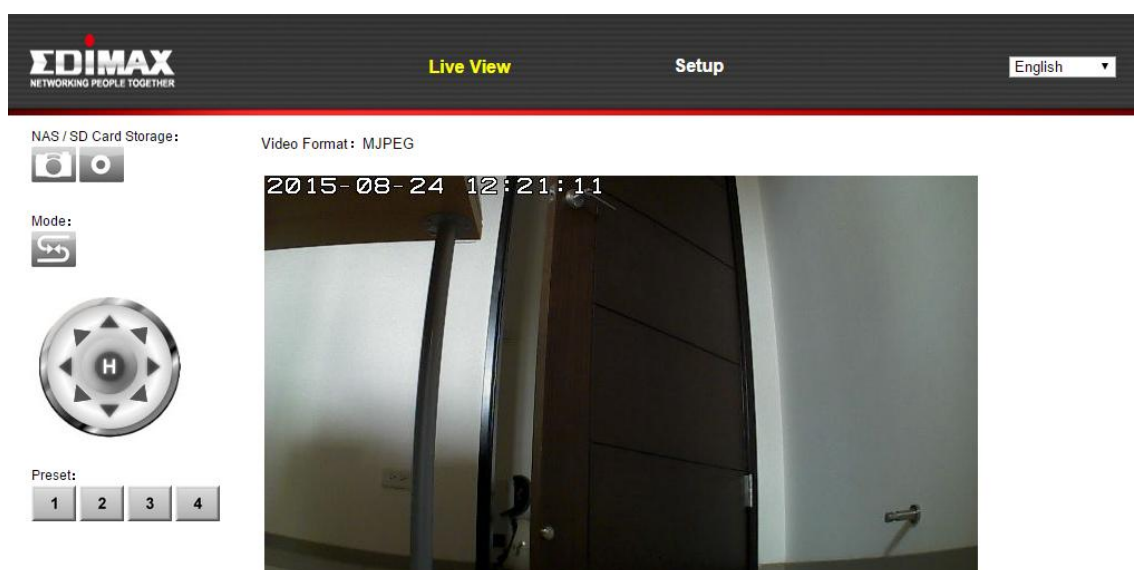 EDIMAX
NETWORKING PEOPLE TOGETHER
Live View
Setup
English
NAS / SD Card Storage:
Video Format: MJPEG
2015-08-24 12:21:11
Mode:
H
Preset:
1 2 3 4